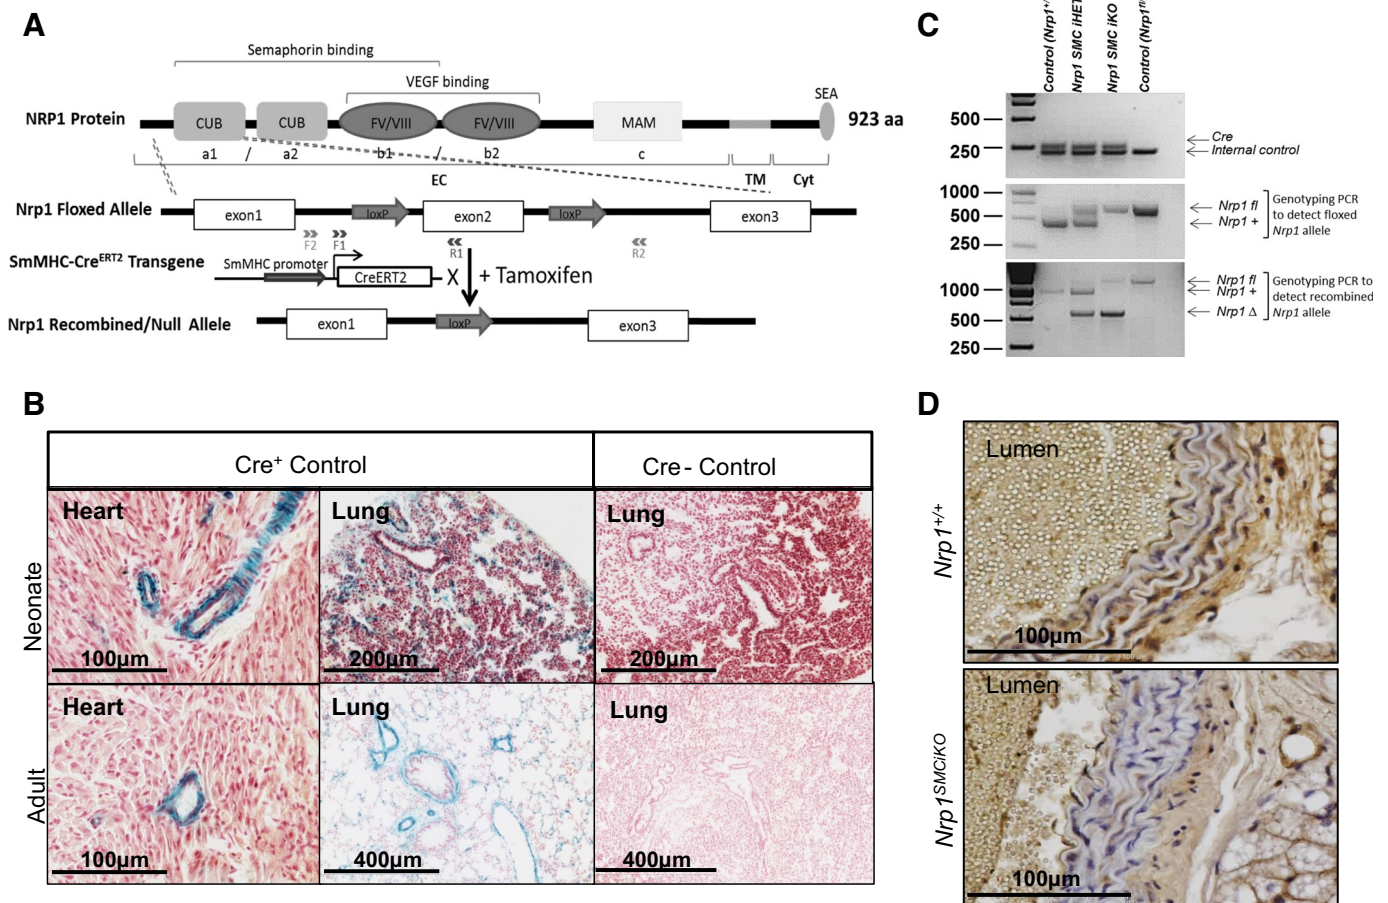 A
Semaphorin binding
VEGF binding
SEA
NRP1 Protein
CUB
CUB
FV/VIII
FV/VIII
MAM
923 aa
a1
/
a2
b1
/
b2
c
EC
TM
Cyt
Nrp1 Floxed Allele
exon1
loxP
exon2
loxP
exon3
F2
F1
R1
R2
SmMHC-CreERT2 Transgene
SmMHC promoter
CreERT2
X
+ Tamoxifen
Nrp1 Recombined/Null Allele
exon1
loxP
exon3
B
Cre+ Control
Cre- Control
Neonate
Heart
100µm
Lung
200µm
Lung
200µm
Adult
Heart
100µm
Lung
400µm
Lung
400µm
C
Control (Nrp1+/
Nrp1 SMC iHET
Nrp1 SMC iKO
Control (Nrp1fl/
500
250
Cre
Internal control
1000
500
250
Nrp1 fl
Nrp1 +
Genotyping PCR
to detect floxed
Nrp1 allele
1000
500
250
Nrp1 fl
Nrp1 +
Nrp1 Δ
Genotyping PCR to
detect recombined
Nrp1 allele
D
Nrp1+/+
Lumen
100µm
Nrp1SMCiKO
Lumen
100µm